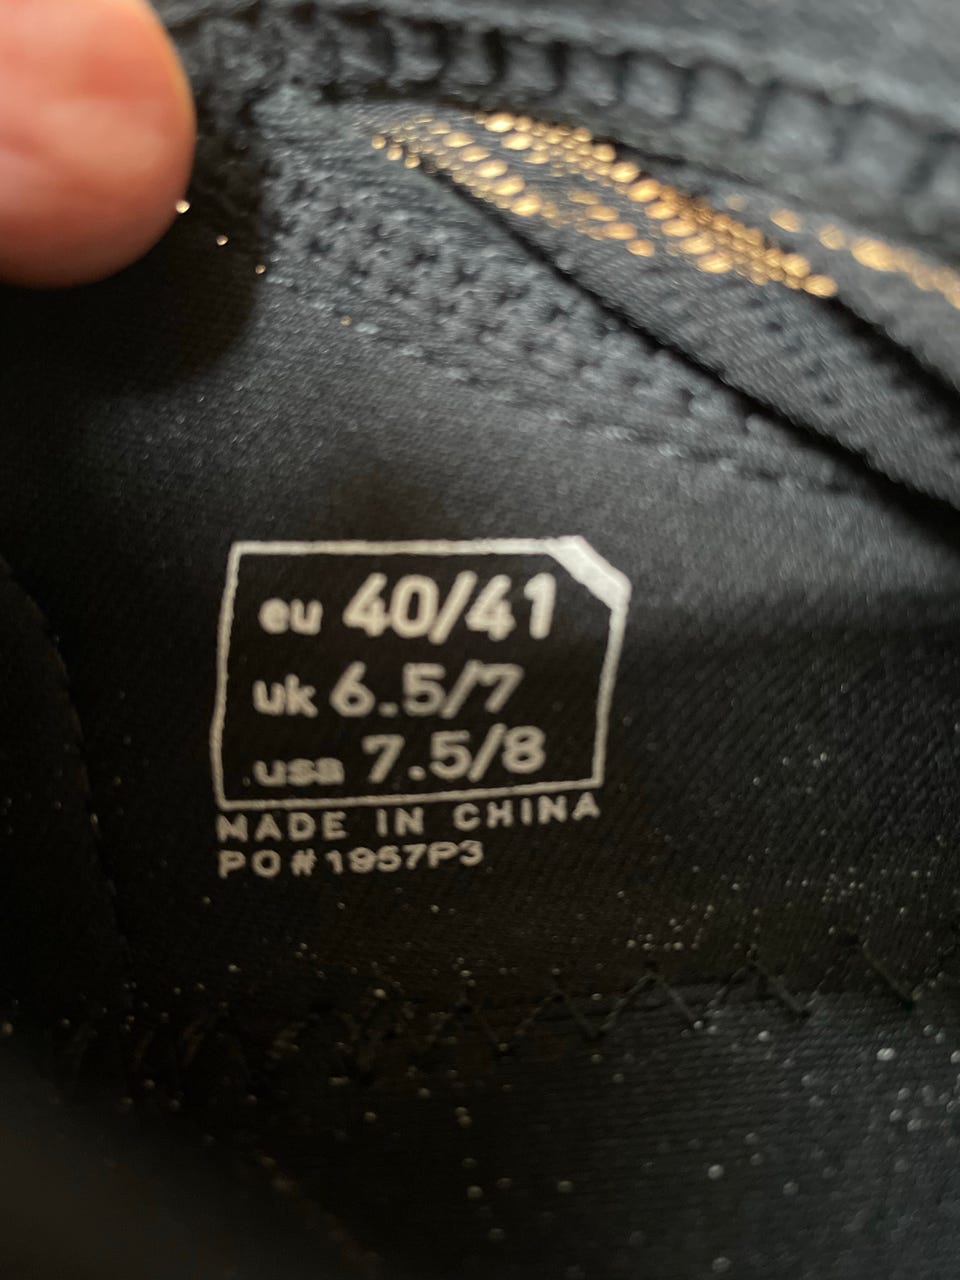 eu 40/41
uk 6.5/7
usa 7.5/8
MADE IN CHINA
PO#1957P3